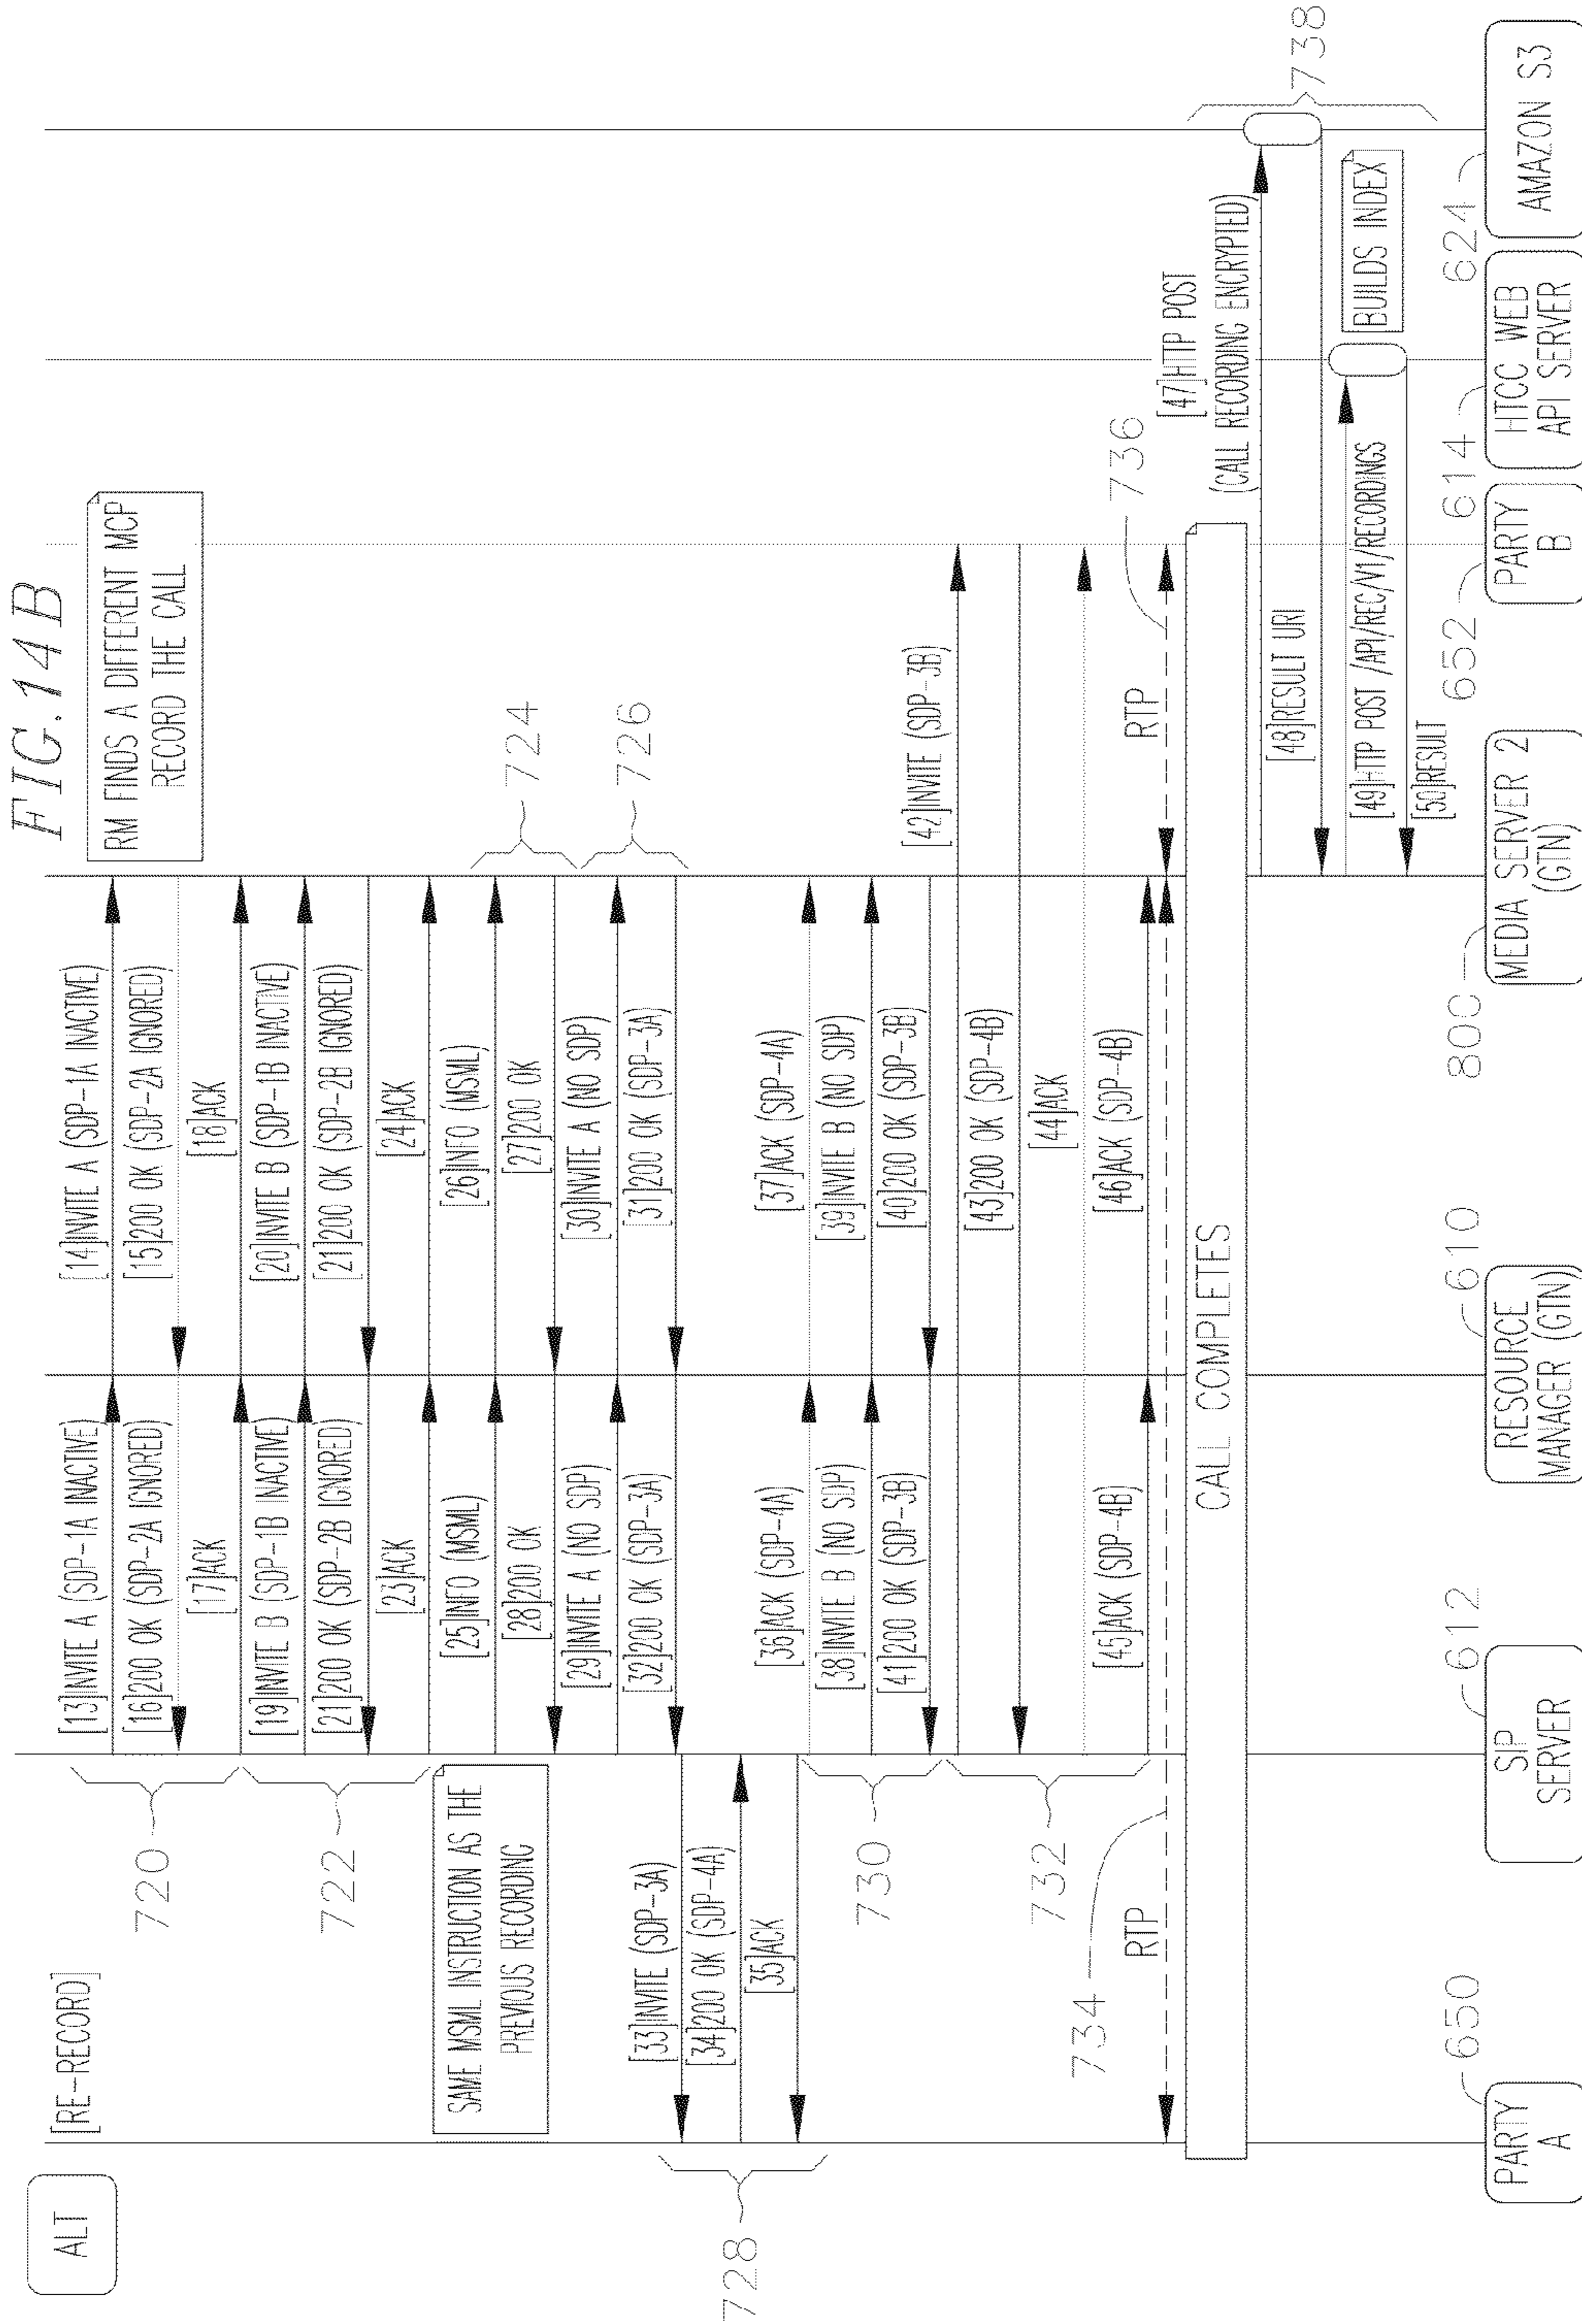 FIG.14B
ALT
[RE-RECORD]
RM FINDS A DIFFERENT MCP
RECORD THE CALL
[13]INVITE A (SDP-1A INACTIVE)
[14]INVITE A (SDP-1A INACTIVE)
[16]200 OK (SDP-2A IGNORED)
[15]200 OK (SDP-2A IGNORED)
720
[17]ACK
[18]ACK
[19]INVITE B (SDP-1B INACTIVE)
[20]INVITE B (SDP-1B INACTIVE)
[21]200 OK (SDP-2B IGNORED)
[21]200 OK (SDP-2B IGNORED)
722
[23]ACK
[24]ACK
SAME MSML INSTRUCTION AS THE
PREVIOUS RECORDING
[25]INFO (MSML)
[26]INFO (MSML)
724
[28]200 OK
[27]200 OK
[29]INVITE A (NO SDP)
[30]INVITE A (NO SDP)
726
[32]200 OK (SDP-3A)
[31]200 OK (SDP-3A)
[33]INVITE (SDP-3A)
[34]200 OK (SDP-4A)
728
[35]ACK
[36]ACK (SDP-4A)
[37]ACK (SDP-4A)
[38]INVITE B (NO SDP)
[39]INVITE B (NO SDP)
730
[41]200 OK (SDP-3B)
[40]200 OK (SDP-3B)
[42]INVITE (SDP-3B)
[43]200 OK (SDP-4B)
732
[44]ACK
[45]ACK (SDP-4B)
[46]ACK (SDP-4B)
734
RTP
RTP
736
CALL COMPLETES
[47]HTTP POST
(CALL RECORDING ENCRYPTED)
[48]RESULT URI
738
[49]HTTP POST /API/REC/V1/RECORDINGS
BUILDS INDEX
[50]RESULT
650
612
610
800
652
614
624
PARTY
A
SIP
SERVER
RESOURCE
MANAGER (GTN)
MEDIA SERVER 2
(GTN)
PARTY
B
HTCC WEB
API SERVER
AMAZON S3